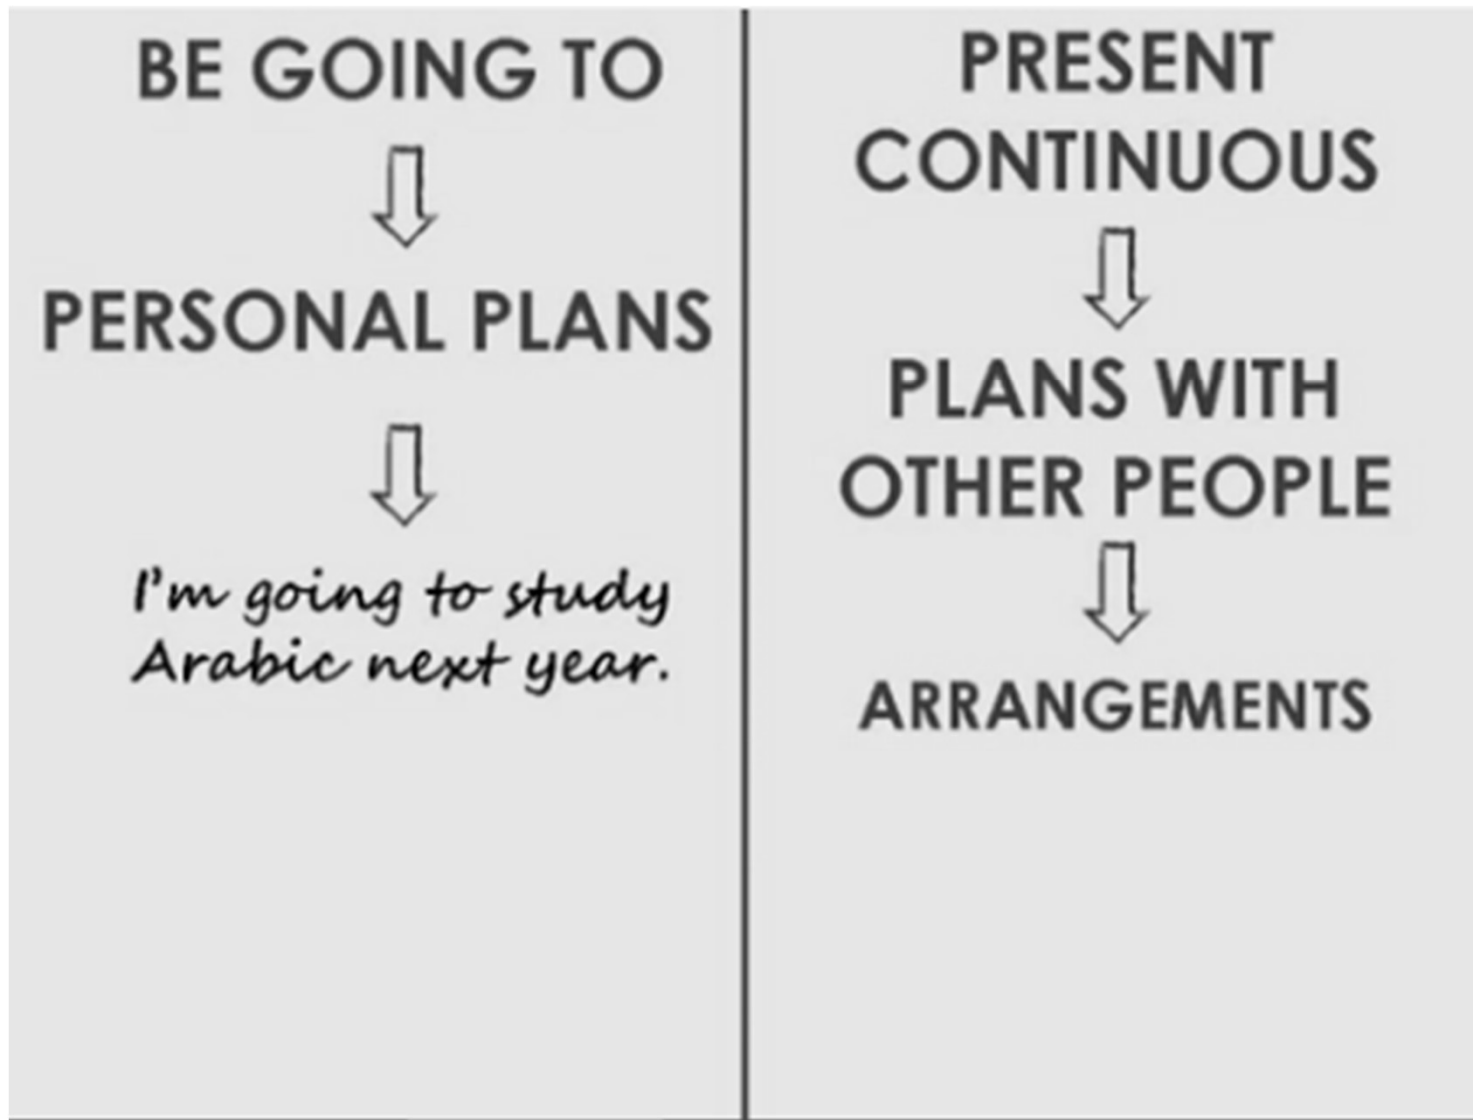 BE GOING TO
PERSONAL PLANS
I'm going to study
Arabic next year.
PRESENT
CONTINUOUS
PLANS WITH
OTHER PEOPLE
ARRANGEMENTS